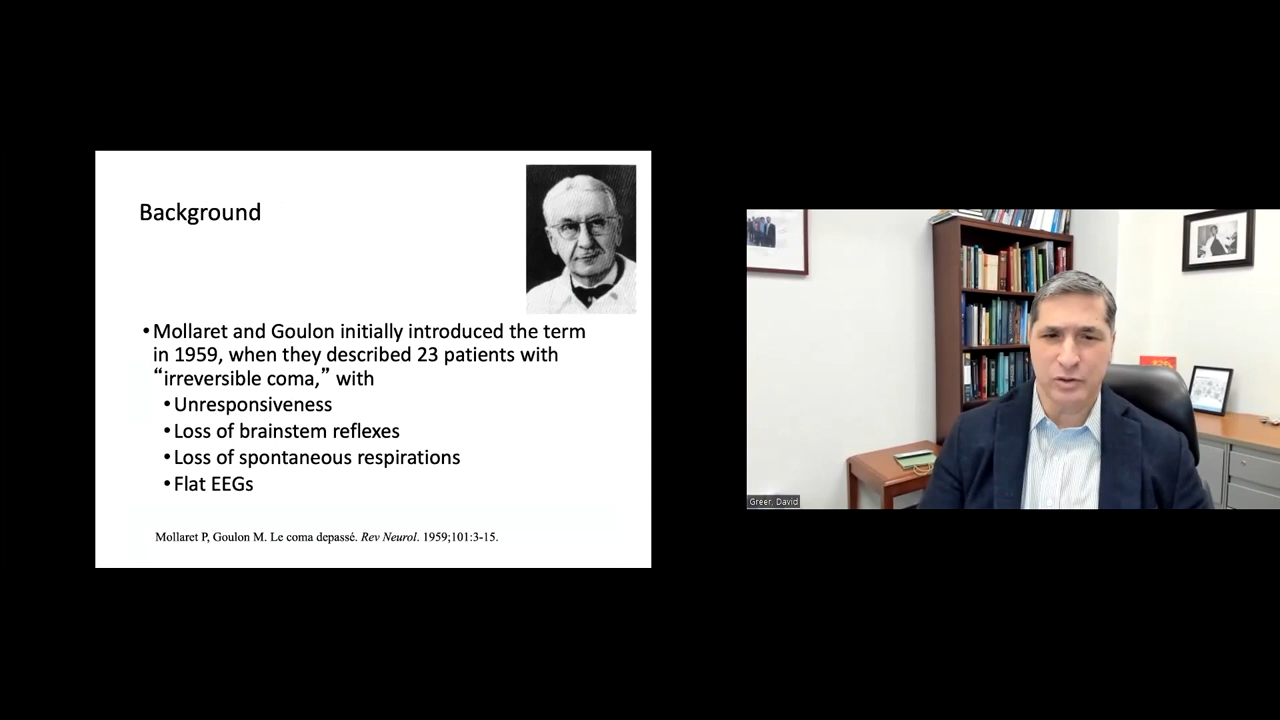 Background
• Mollaret and Goulon initially introduced the term
in 1959, when they described 23 patients with
“irreversible coma,” with
• Unresponsiveness
• Loss of brainstem reflexes
• Loss of spontaneous respirations
• Flat EEGs
Mollaret P, Goulon M. Le coma depassé. Rev Neurol. 1959;101:3-15.
Greer, David